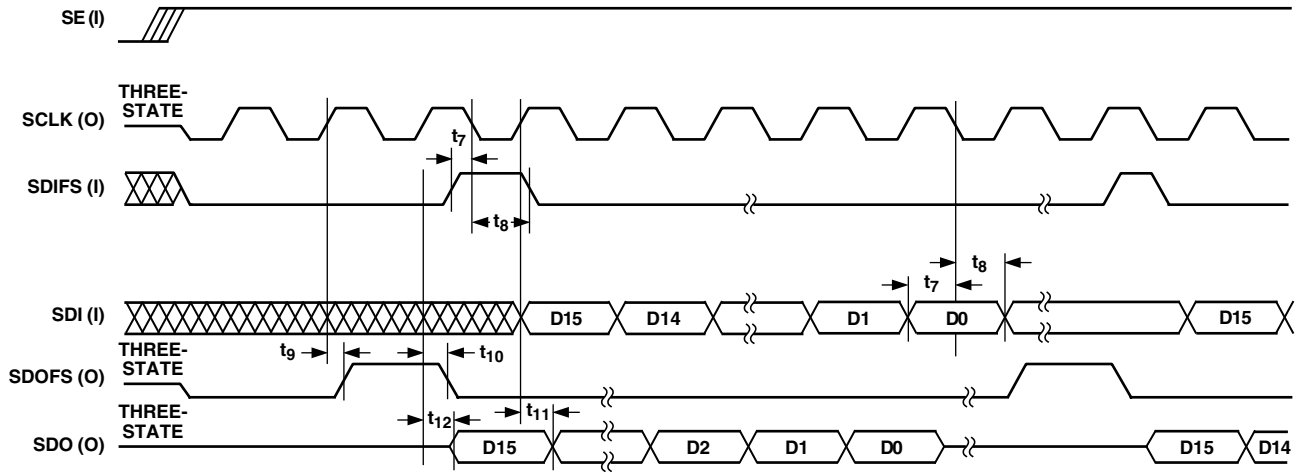 SE (I)
THREE-
STATE
SCLK (O)
t7
SDIFS (I)
t8
t8
t7
SDI (I)
D15
D14
D1
D0
D15
THREE-
STATE
t9
t10
SDOFS (O)
THREE-
STATE
t12
t11
SDO (O)
D15
D2
D1
D0
D15
D14